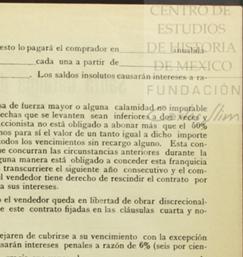 CENTRO DE
ESTUDIOS
DE HISTORIA
DE MEXICO
FUNDACIÓN
esto lo pagará el comprador en
cada una a partir de
. Los saldos insolutos causarán intereses a ra-
sa de fuerza mayor o alguna calamidad no imputable
echas que se levanten sean inferiores a dos veces y
accionista no está obligado a abonar más que el 50%
nos para sí el valor de un tanto igual a dicho importe
todos los vencimientos sin recargo alguno. Esta con-
e concurran las circunstancias anteriores durante la
guna manera está obligado a conceder esta franquicia
transcurriere el siguiente año consecutivo y el com-
l vendedor tiene derecho de rescindir el contrato por
a sus intereses.
o el vendedor queda en libertad de obrar discrecional-
e este contrato fijadas en las cláusulas cuarta y no-
ejaren de cubrirse a su vencimiento con la excepción
sarán intereses penales a razón de 6% (seis por cien-